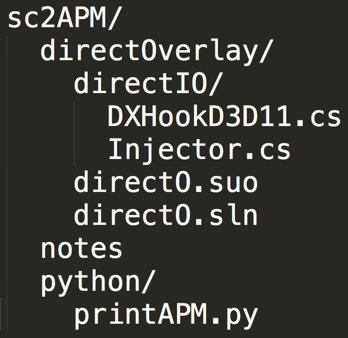 sc2APM/
directOverlay/
directIO/
DXHookD3D11.cs
Injector.cs
directO.suo
directO.sln
notes
python/
printAPM.py